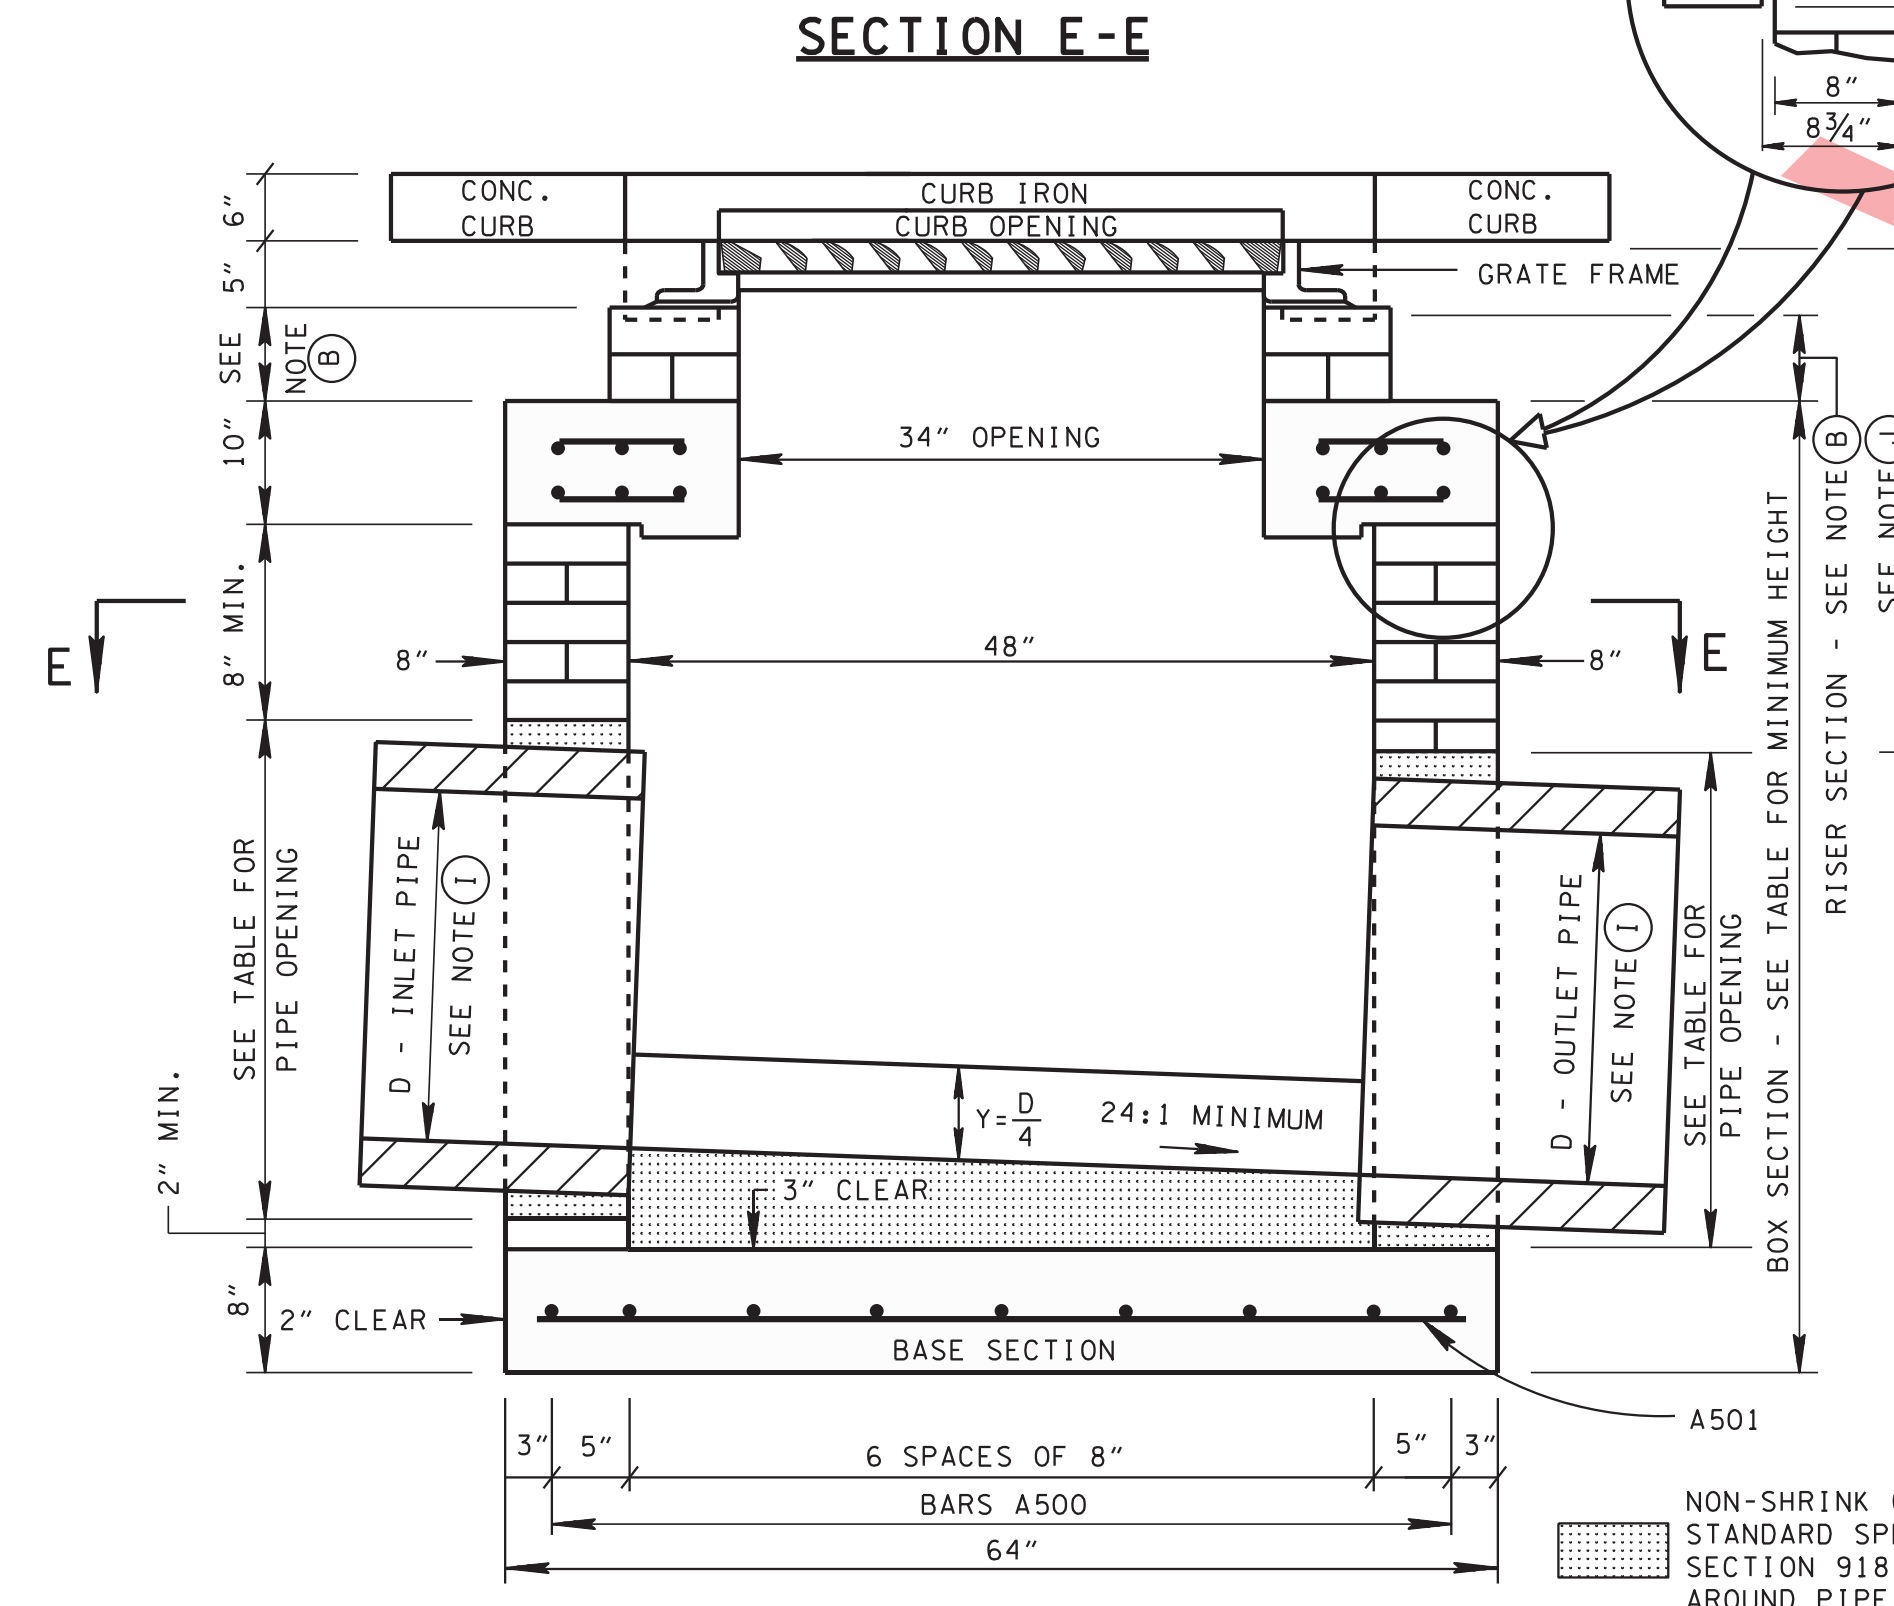 SECTION E-E
8"
8 3/4"
6"
CONC.
CURB
CURB IRON
CURB OPENING
CONC.
CURB
5"
GRATE FRAME
SEE
NOTE
B
10"
34" OPENING
B
8" MIN.
E
8"
48"
8"
E
SEE TABLE FOR
PIPE OPENING
D - INLET PIPE
SEE NOTE I
D - OUTLET PIPE
SEE NOTE I
SEE TABLE FOR
PIPE OPENING
BOX SECTION - SEE TABLE FOR MINIMUM HEIGHT
RISER SECTION - SEE NOTE
SEE NOTE
2" MIN.
Y=D/4
24:1 MINIMUM
3" CLEAR
8"
2" CLEAR
BASE SECTION
A501
3"
5"
6 SPACES OF 8"
5"
3"
BARS A500
64"
NON-SHRINK
STANDARD
SECTION 918
AROUND PIPE